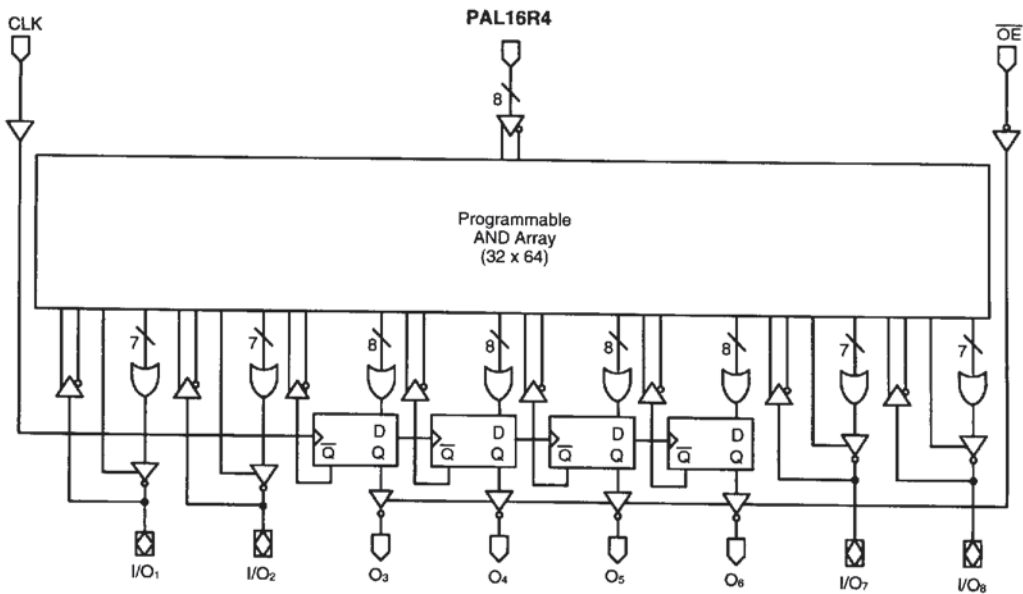 PAL16R4
CLK
O̅E̅
8
Programmable
AND Array
(32 x 64)
7 7 8 8 8 8 7 7
D D D D
Q̅ Q Q̅ Q Q̅ Q Q̅ Q
I/O₁ I/O₂ O₃ O₄ O₅ O₆ I/O₇ I/O₈